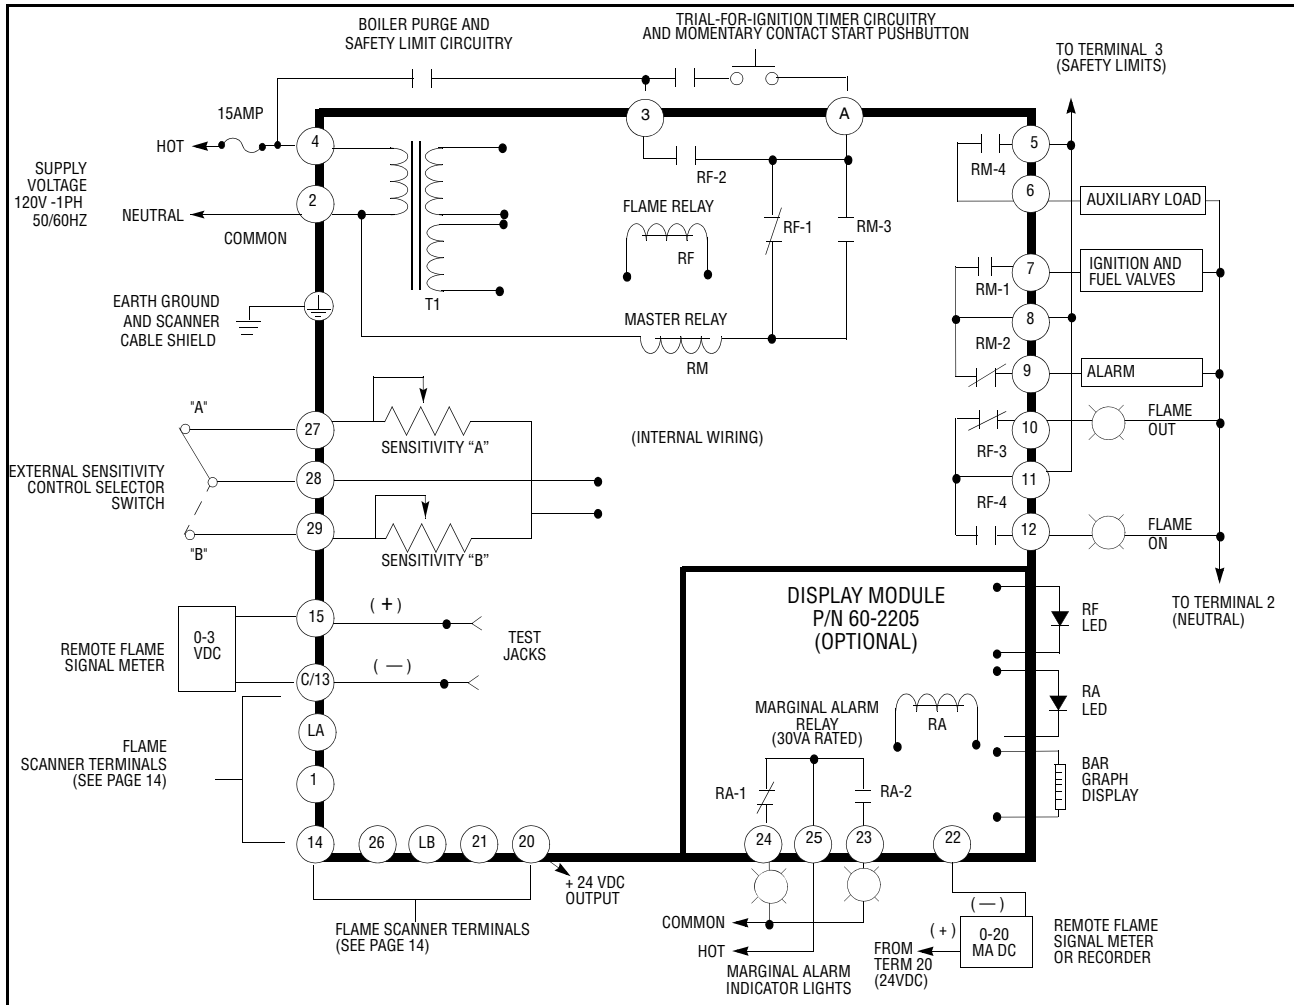 BOILER PURGE AND
SAFETY LIMIT CIRCUITRY
TRIAL-FOR-IGNITION TIMER CIRCUITRY
AND MOMENTARY CONTACT START PUSHBUTTON
TO TERMINAL 3
(SAFETY LIMITS)
15AMP
HOT
4
3
A
5
RM-4
6
AUXILIARY LOAD
SUPPLY
VOLTAGE
120V -1PH
50/60HZ
NEUTRAL
2
COMMON
RF-2
FLAME RELAY
RF
RF-1
RM-3
T1
7
RM-1
IGNITION AND
FUEL VALVES
8
RM-2
9
ALARM
EARTH GROUND
AND SCANNER
CABLE SHIELD
MASTER RELAY
RM
"A"
27
SENSITIVITY “A”
(INTERNAL WIRING)
10
RF-3
FLAME
OUT
EXTERNAL SENSITIVITY
CONTROL SELECTOR
SWITCH
28
11
RF-4
29
"B"
SENSITIVITY “B”
12
FLAME
ON
TO TERMINAL 2
(NEUTRAL)
REMOTE FLAME
SIGNAL METER
0-3
VDC
15
( + )
TEST
JACKS
C/13
( — )
DISPLAY MODULE
P/N 60-2205
(OPTIONAL)
RF
LED
RA
LED
BAR
GRAPH
DISPLAY
FLAME
SCANNER TERMINALS
(SEE PAGE 14)
LA
1
14
26
LB
21
20
+ 24 VDC
OUTPUT
FLAME SCANNER TERMINALS
(SEE PAGE 14)
MARGINAL ALARM
RELAY
(30VA RATED)
RA
RA-1
RA-2
24
25
23
22
COMMON
HOT
MARGINAL ALARM
INDICATOR LIGHTS
( — )
( + )
0-20
MA DC
FROM
TERM 20
(24VDC)
REMOTE FLAME
SIGNAL METER
OR RECORDER